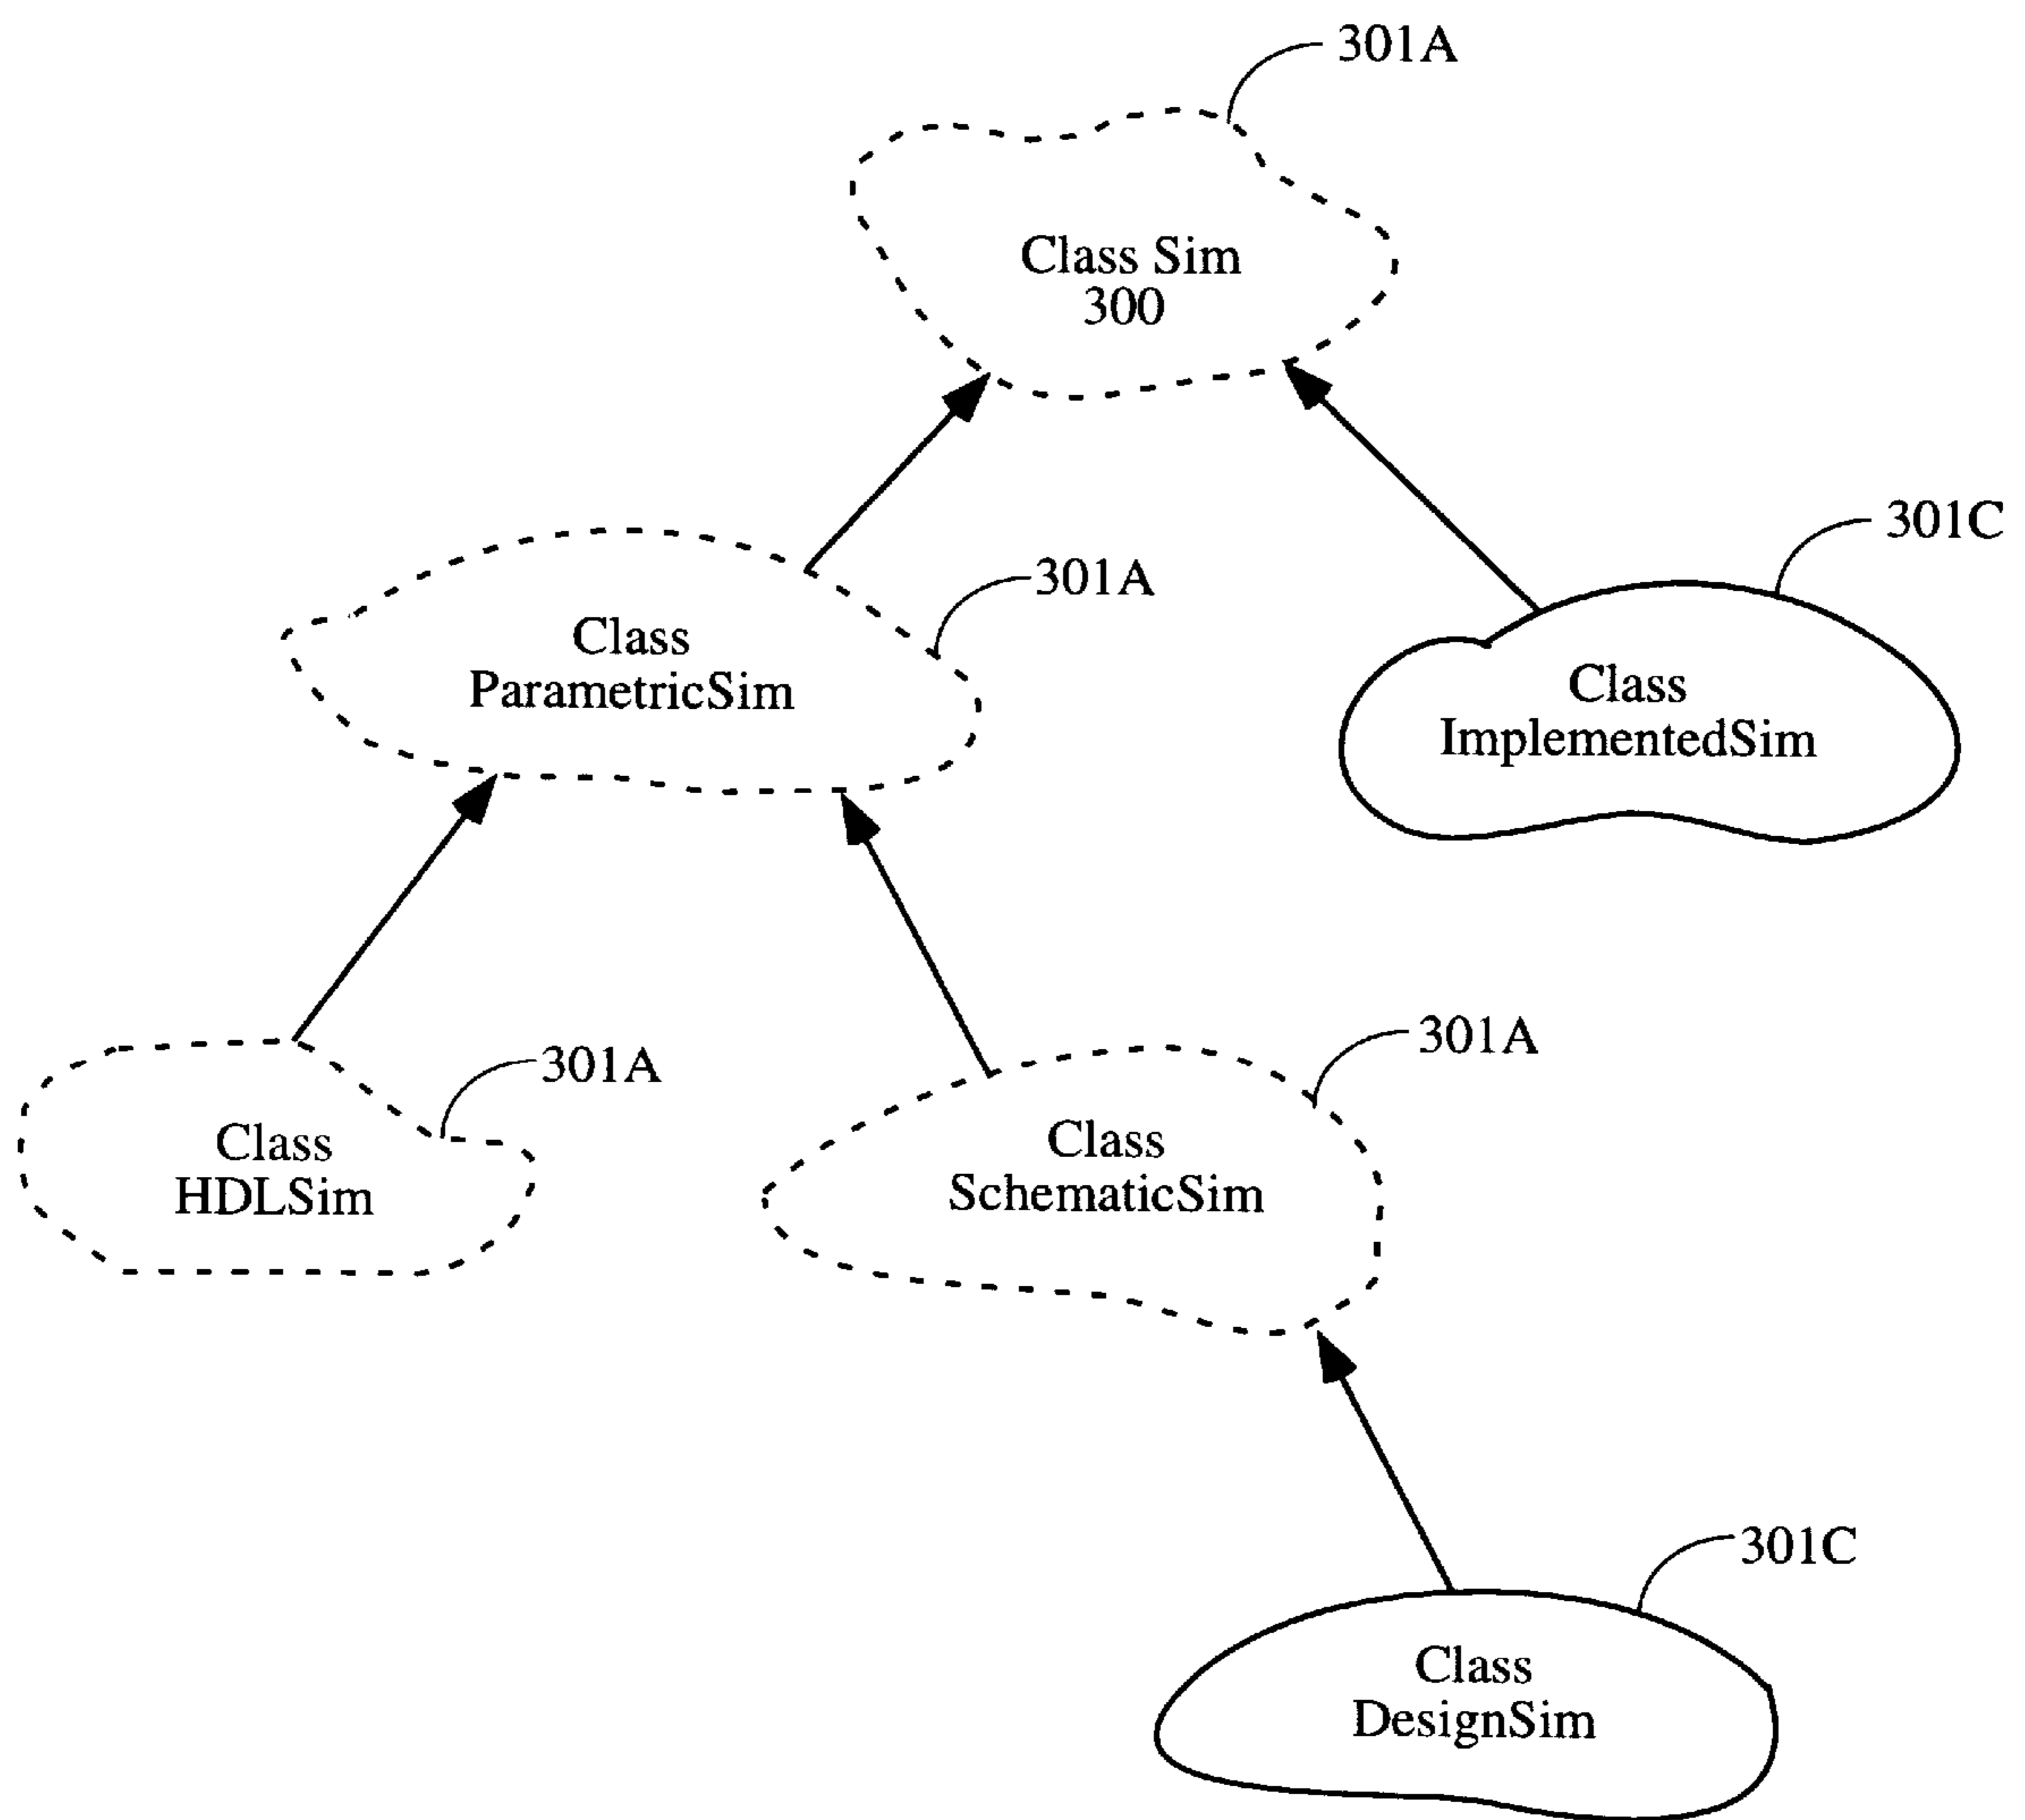 301A
Class Sim
300
301C
301A
Class
ParametricSim
Class
ImplementedSim
301A
301A
Class
HDLSim
Class
SchematicSim
301C
Class
DesignSim